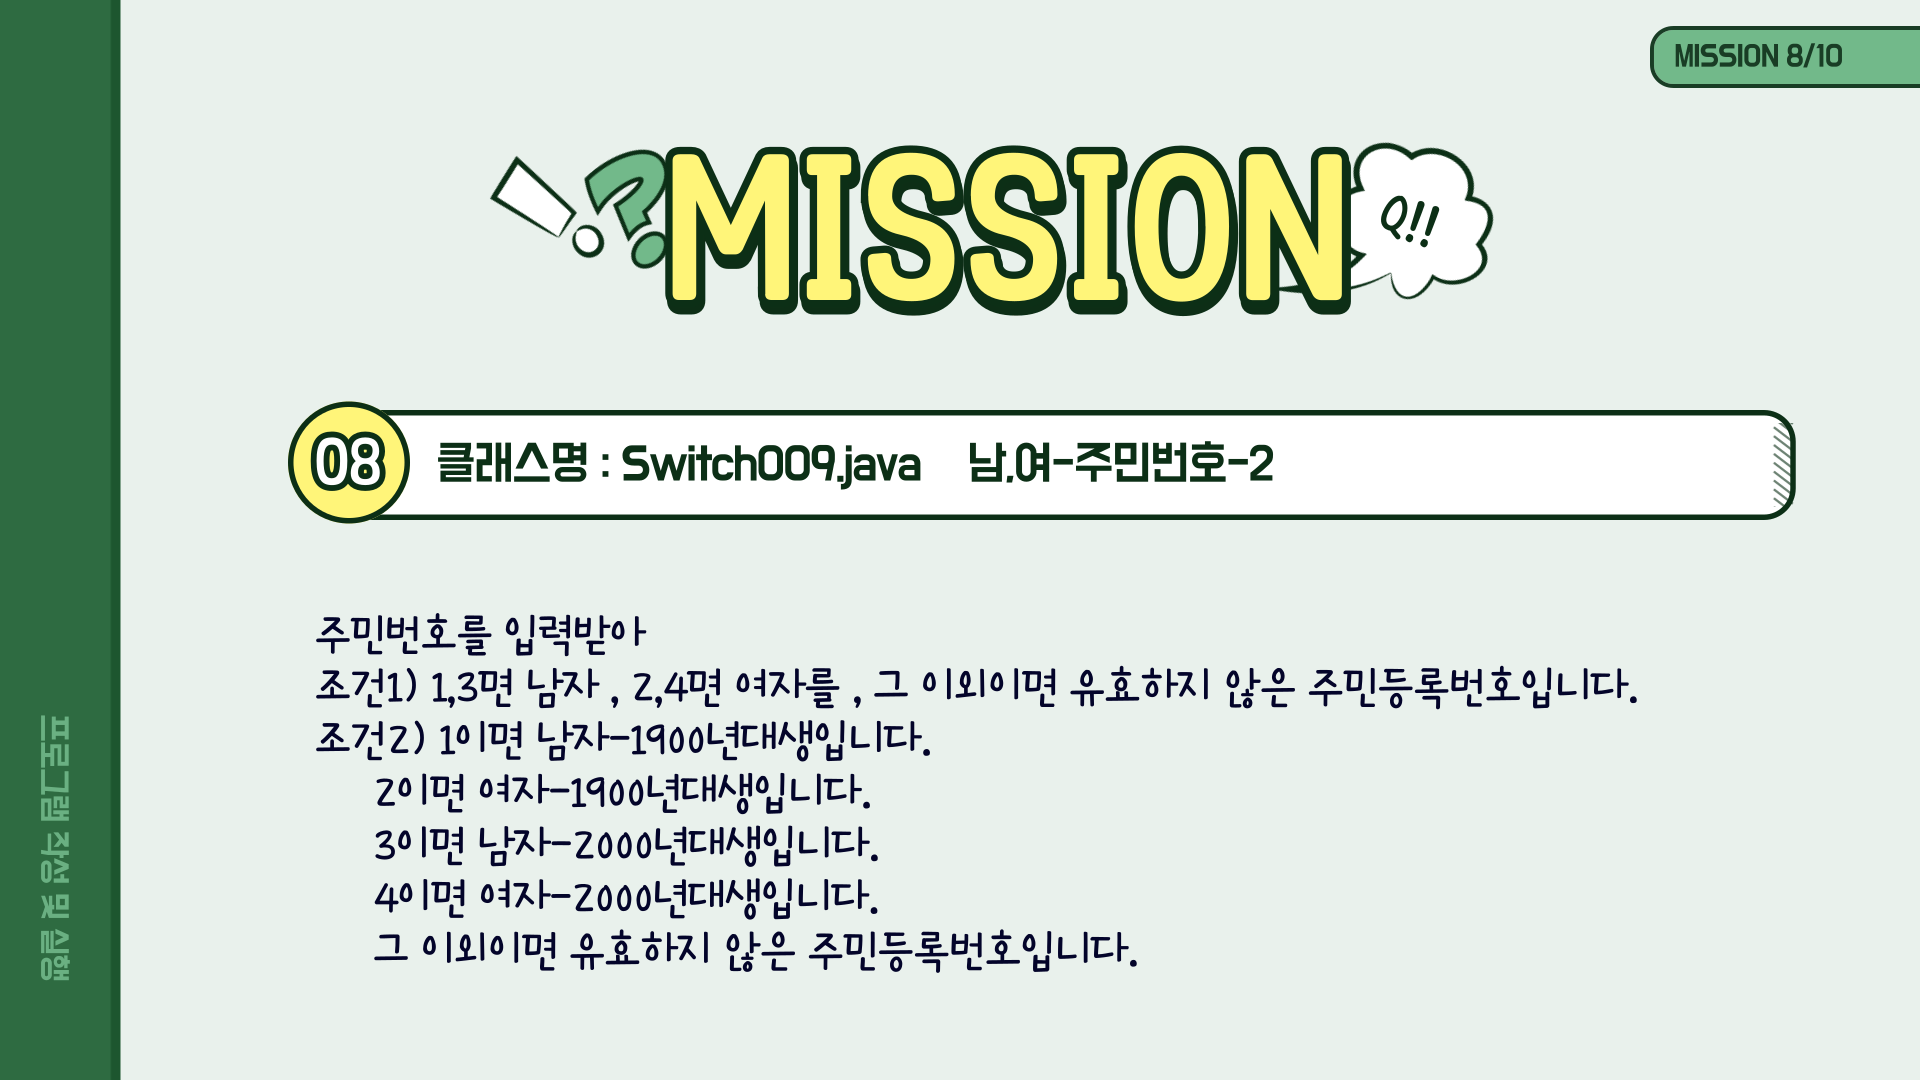 MISSION 8/10
!?
MISSION
Q!!
08
클래스명 : Switch009.java 남,여-주민번호-2
주민번호를 입력받아
조건1) 1,3면 남자 , 2,4면 여자를 , 그 이외이면 유효하지 않은 주민등록번호입니다.
조건2) 1이면 남자-1900년대생입니다.
2이면 여자-1900년대생입니다.
3이면 남자-2000년대생입니다.
4이면 여자-2000년대생입니다.
그 이외이면 유효하지 않은 주민등록번호입니다.
프로그램 작성 및 실행